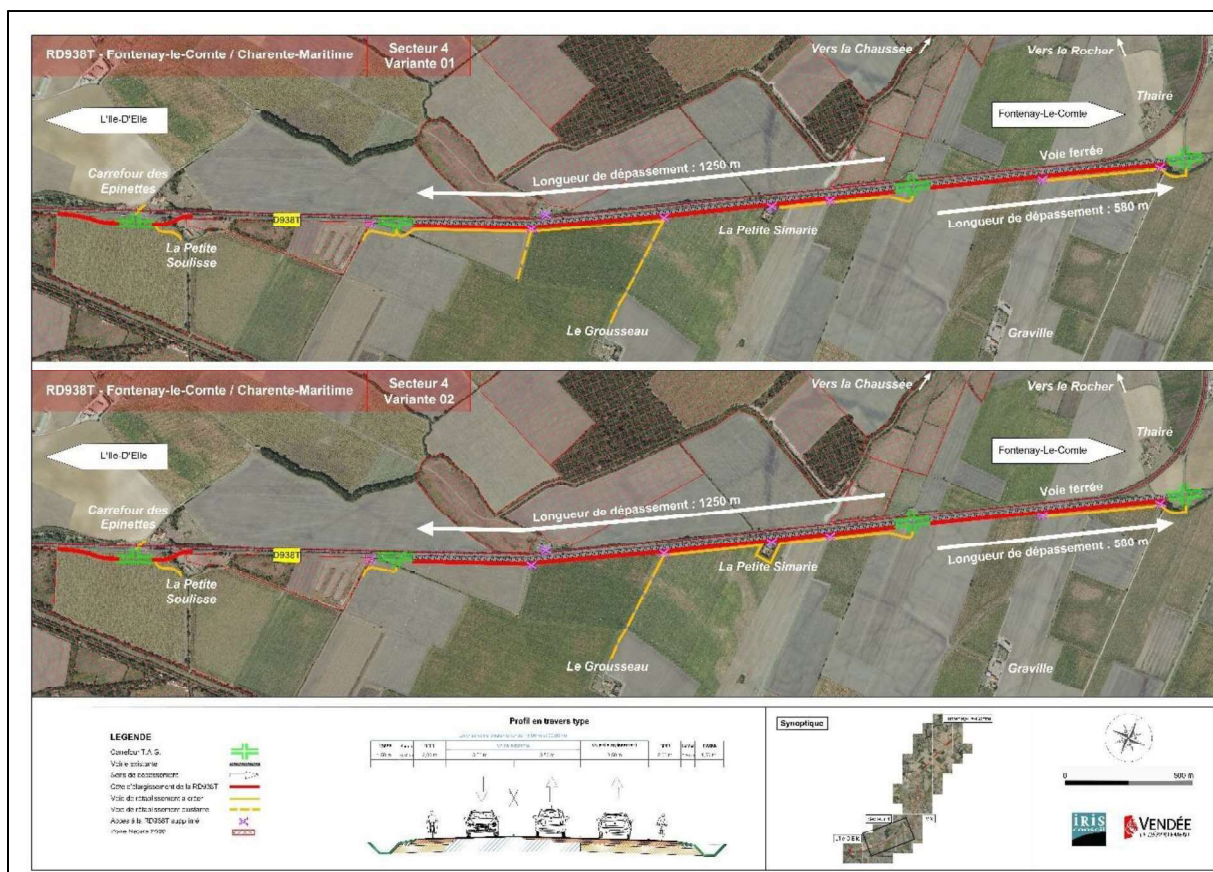 RD938T - Fontenay-le-Comte / Charente-Maritime
Secteur 4
Variante 01
Vers la Chaussée
Vers le Rocher
L'Ile-D'Elle
Fontenay-Le-Comte
Thairé
Carrefour des
Epinettes
Voie ferrée
Longueur de dépassement : 1250 m
D938T
Longueur de dépassement : 580 m
La Petite
Soulisse
La Petite Simarie
Le Grousseau
Graville
RD938T - Fontenay-le-Comte / Charente-Maritime
Secteur 4
Variante 02
Vers la Chaussée
Vers le Rocher
L'Ile-D'Elle
Fontenay-Le-Comte
Thairé
Carrefour des
Epinettes
Voie ferrée
Longueur de dépassement : 1250 m
D938T
Longueur de dépassement : 580 m
La Petite
Soulisse
La Petite Simarie
Le Grousseau
Graville
LEGENDE
Carrefour T.A.G.
Voirie existante
Sens de dépassement
Côté d'élargissement de la RD938T
Voie de rétablissement à créer
Voie de rétablissement existante
Accès à la RD938T supprimé
Profil en travers type
Synoptique
0 500 m
IRIS
conseil
VENDÉE
LE DÉPARTEMENT